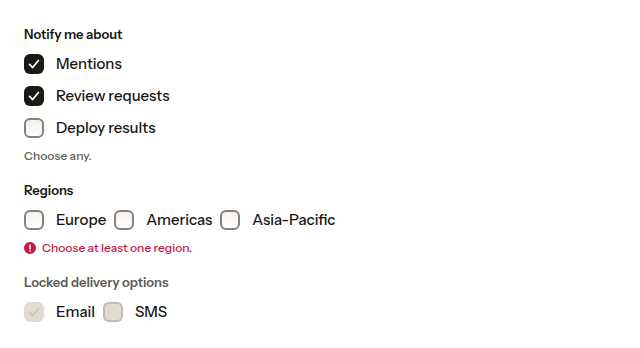 Notify me about
Mentions
Review requests
Deploy results
Choose any.
Regions
Europe Americas Asia-Pacific
Choose at least one region.
Locked delivery options
Email SMS